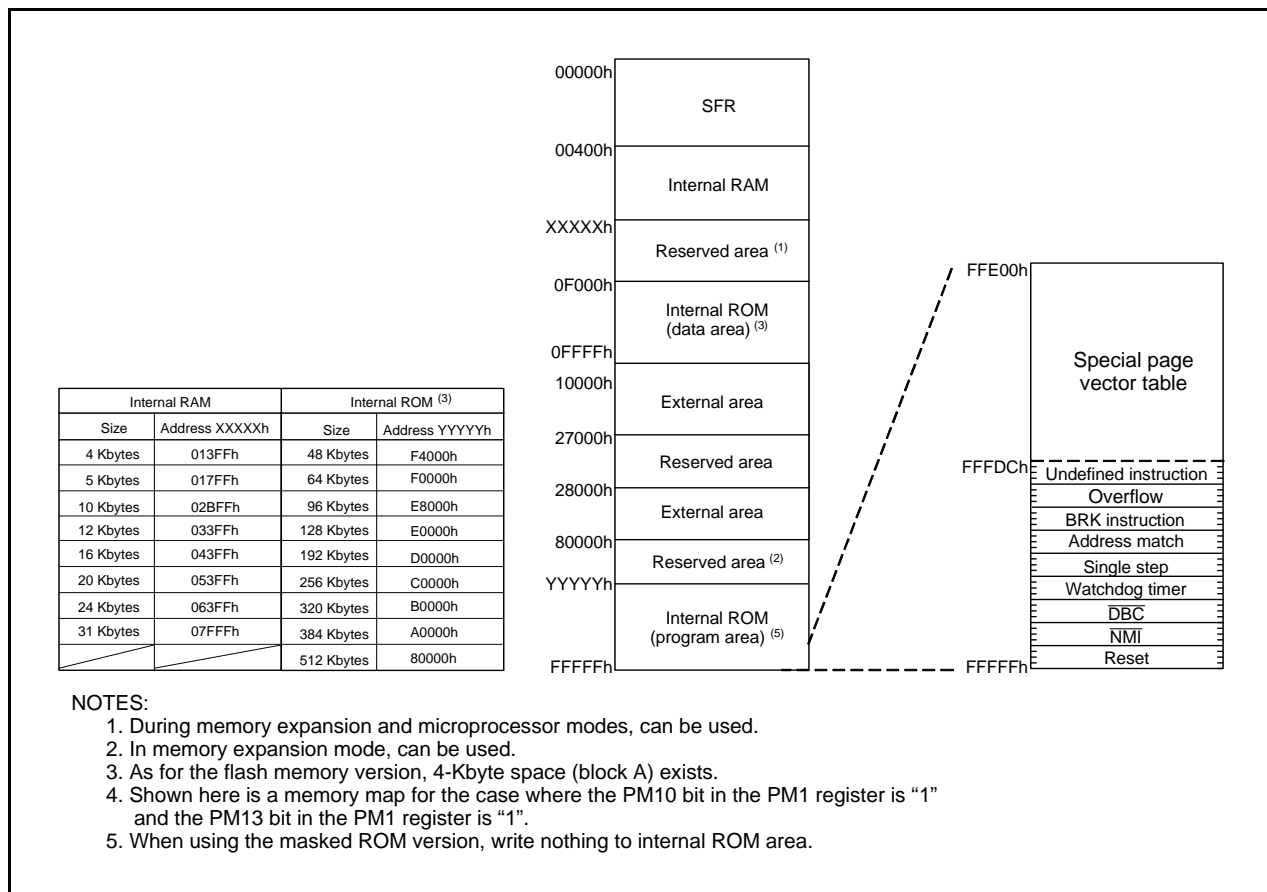 00000h
SFR
00400h
Internal RAM
XXXXXh
Reserved area (1)
0F000h
Internal ROM
(data area) (3)
0FFFFh
10000h
External area
27000h
Reserved area
28000h
External area
80000h
Reserved area (2)
YYYYYh
Internal ROM
(program area) (5)
FFFFFh
FFE00h
Special page
vector table
FFFDCh
Undefined instruction
Overflow
BRK instruction
Address match
Single step
Watchdog timer
DBC
NMI
Reset
FFFFFh
Internal RAM Internal ROM (3)
Size Address XXXXXh Size Address YYYYYh
4 Kbytes 013FFh 48 Kbytes F4000h
5 Kbytes 017FFh 64 Kbytes F0000h
10 Kbytes 02BFFh 96 Kbytes E8000h
12 Kbytes 033FFh 128 Kbytes E0000h
16 Kbytes 043FFh 192 Kbytes D0000h
20 Kbytes 053FFh 256 Kbytes C0000h
24 Kbytes 063FFh 320 Kbytes B0000h
31 Kbytes 07FFFh 384 Kbytes A0000h
512 Kbytes 80000h
NOTES:
1. During memory expansion and microprocessor modes, can be used.
2. In memory expansion mode, can be used.
3. As for the flash memory version, 4-Kbyte space (block A) exists.
4. Shown here is a memory map for the case where the PM10 bit in the PM1 register is “1”
and the PM13 bit in the PM1 register is “1”.
5. When using the masked ROM version, write nothing to internal ROM area.